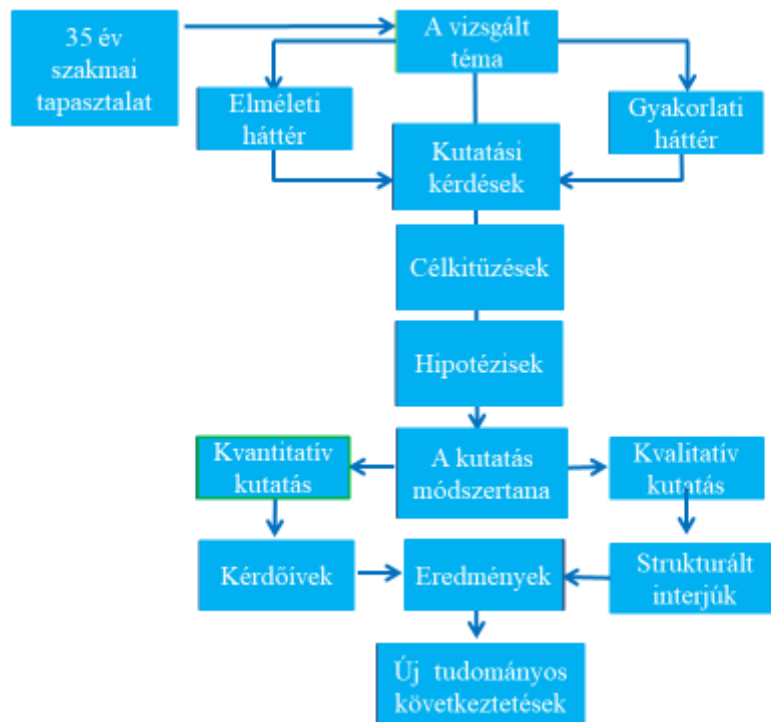 35 év
szakmai
tapasztalat
A vizsgált
téma
Elméleti
háttér
Gyakorlati
háttér
Kutatási
kérdések
Célkitűzések
Hipotézisek
Kvantitatív
kutatás
A kutatás
módszertana
Kvalitatív
kutatás
Kérdőívek
Eredmények
Strukturált
interjúk
Új tudományos
következtetések